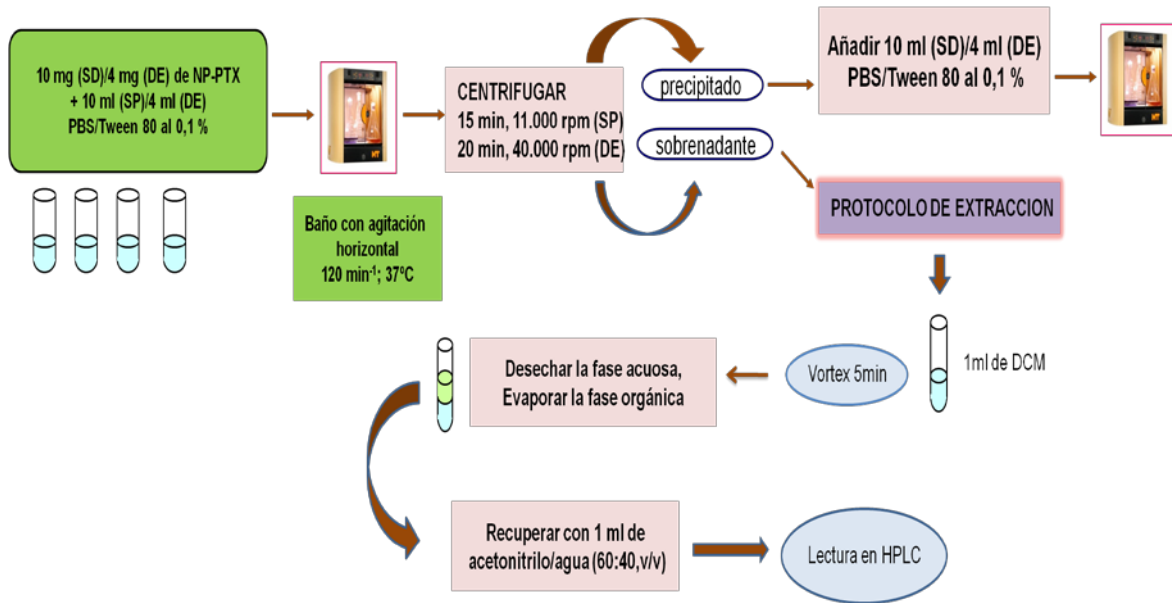 10 mg (SD)/4 mg (DE) de NP-PTX
+ 10 ml (SP)/4 ml (DE)
PBS/Tween 80 al 0,1 %
Baño con agitación
horizontal
120 min⁻¹; 37ºC
CENTRIFUGAR
15 min, 11.000 rpm (SP)
20 min, 40.000 rpm (DE)
precipitado
sobrenadante
Añadir 10 ml (SD)/4 ml (DE)
PBS/Tween 80 al 0,1 %
PROTOCOLO DE EXTRACCION
1ml de DCM
Vortex 5min
Desechar la fase acuosa,
Evaporar la fase orgánica
Recuperar con 1 ml de
acetonitrilo/agua (60:40,v/v)
Lectura en HPLC